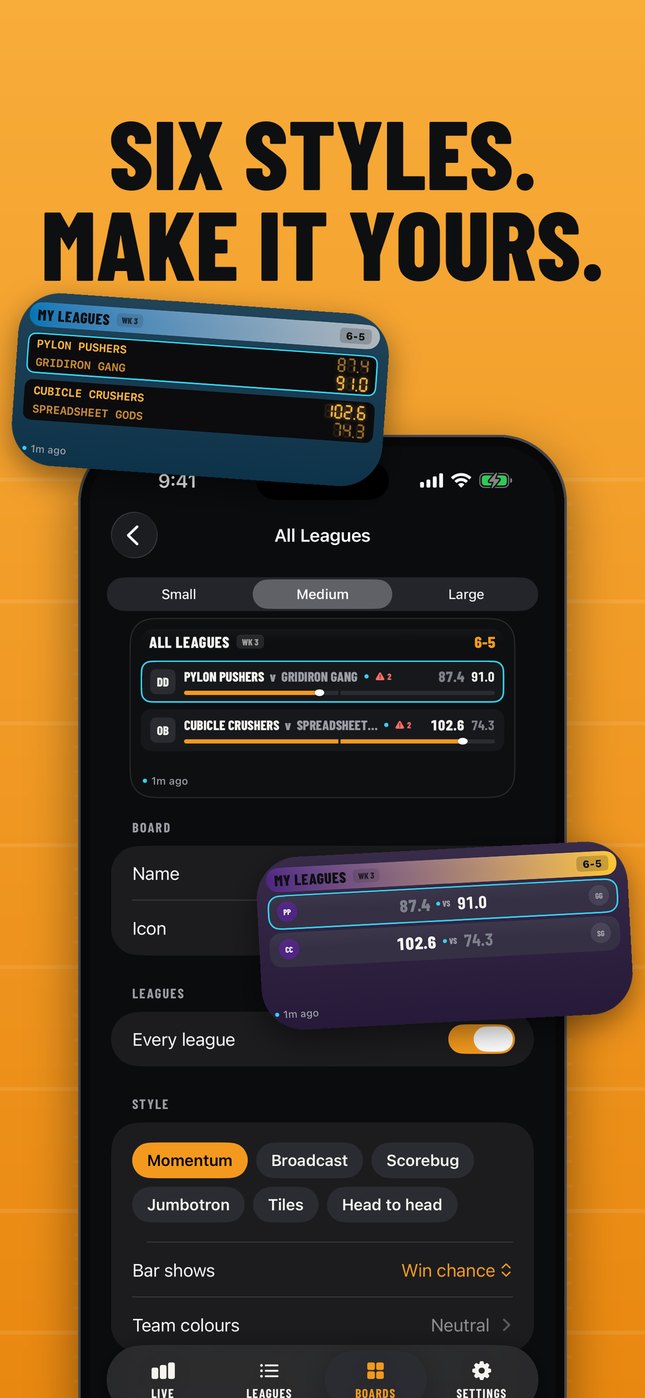 SIX STYLES.
MAKE IT YOURS.
MY LEAGUES WK 3 6-5
PYLON PUSHERS 87.4
GRIDIRON GANG 91.0
CUBICLE CRUSHERS 102.6
SPREADSHEET GODS 74.3
1m ago
9:41
All Leagues
Small Medium Large
ALL LEAGUES WK 3 6-5
DD PYLON PUSHERS v GRIDIRON GANG • 2 87.4 91.0
OB CUBICLE CRUSHERS v SPREADSHEET... • 2 102.6 74.3
1m ago
BOARD
Name
Icon
MY LEAGUES WK 3 6-5
PP 87.4 • VS 91.0 GG
CC 102.6 • VS 74.3 SG
1m ago
LEAGUES
Every league
STYLE
Momentum Broadcast Scorebug
Jumbotron Tiles Head to head
Bar shows Win chance
Team colours Neutral
LIVE LEAGUES BOARDS SETTINGS